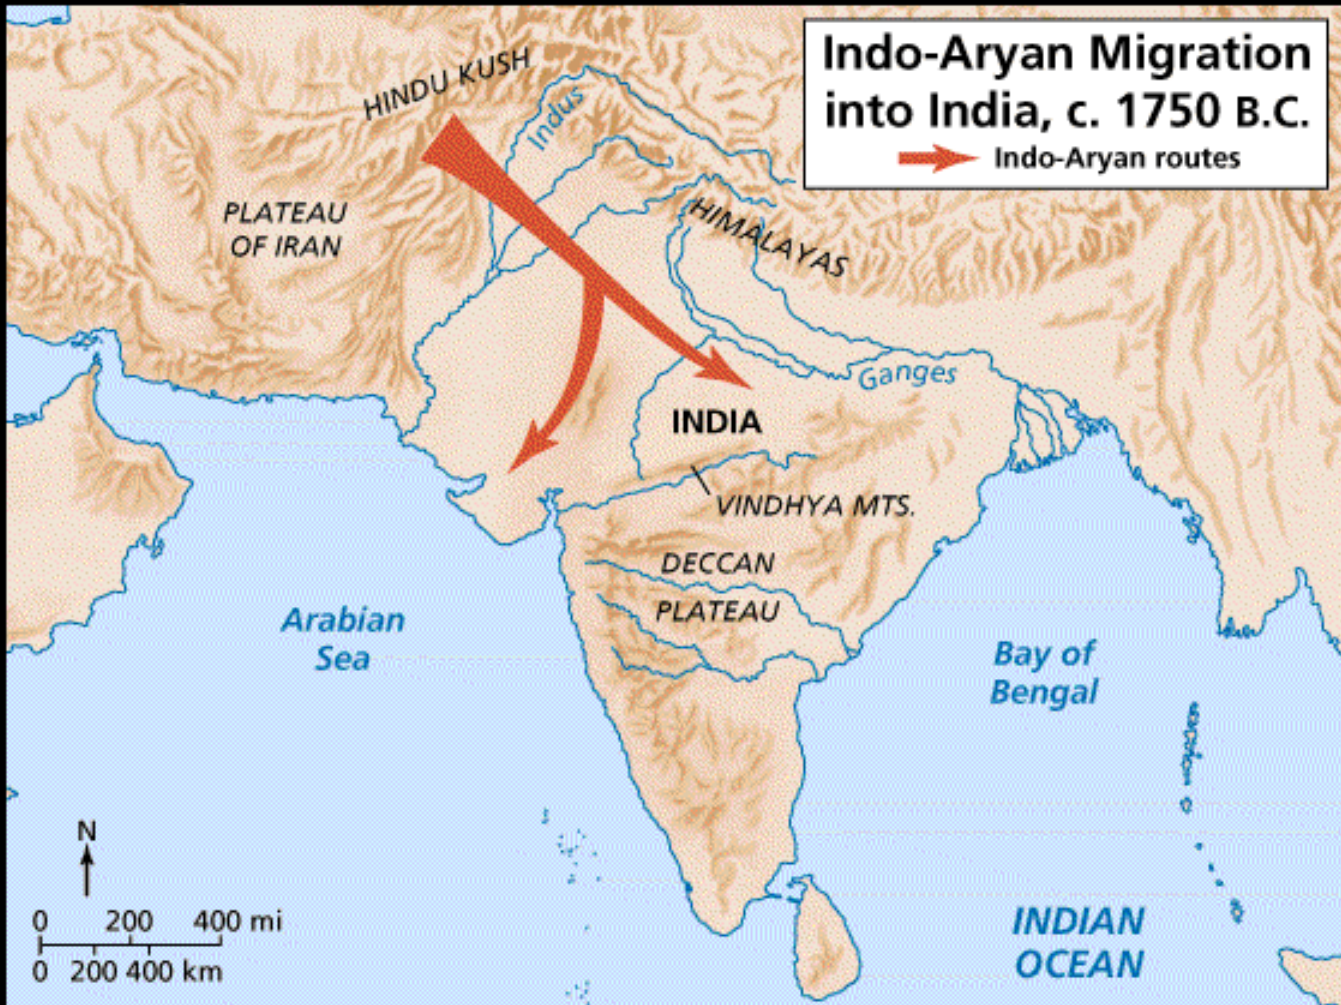 Indo-Aryan Migration
into India, c. 1750 B.C.
Indo-Aryan routes
HINDU KUSH
Indus
PLATEAU
OF IRAN
HIMALAYAS
Ganges
INDIA
VINDHYA MTS.
DECCAN
PLATEAU
Arabian
Sea
Bay of
Bengal
N
0 200 400 mi
0 200 400 km
INDIAN
OCEAN